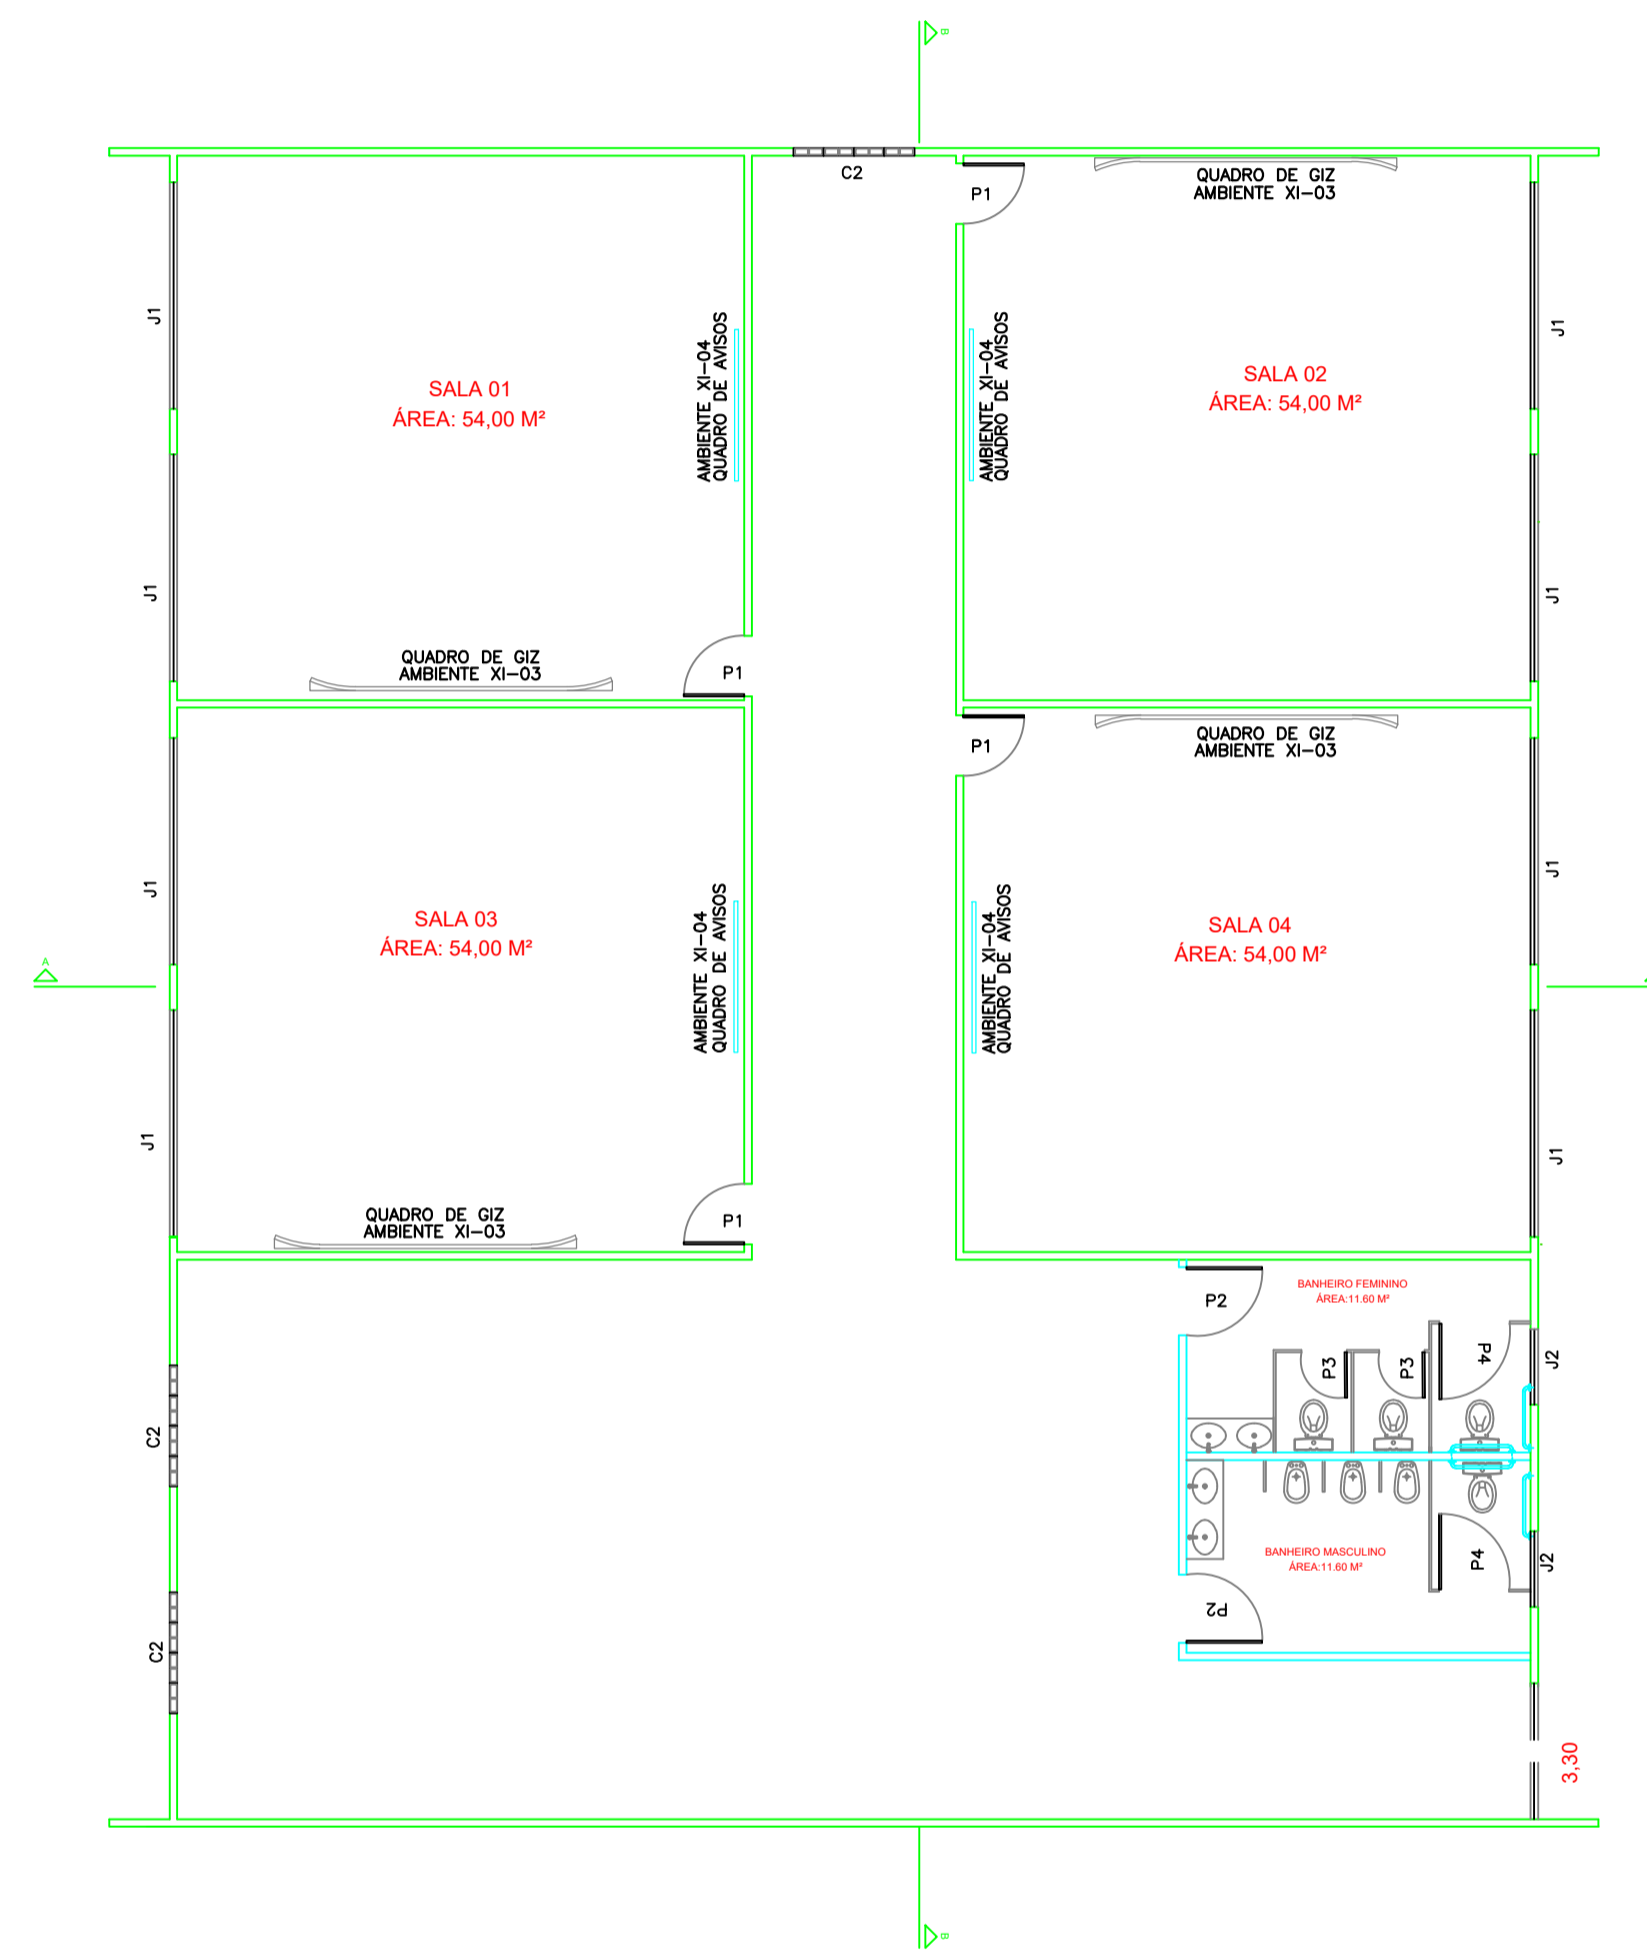 B
C2
P1
QUADRO DE GIZ
AMBIENTE XI-03
J1
J1
SALA 01
ÁREA: 54,00 M²
AMBIENTE XI-04
QUADRO DE AVISOS
AMBIENTE XI-04
QUADRO DE AVISOS
SALA 02
ÁREA: 54,00 M²
J1
J1
QUADRO DE GIZ
AMBIENTE XI-03
P1
P1
QUADRO DE GIZ
AMBIENTE XI-03
J1
J1
SALA 03
ÁREA: 54,00 M²
AMBIENTE XI-04
QUADRO DE AVISOS
AMBIENTE XI-04
QUADRO DE AVISOS
SALA 04
ÁREA: 54,00 M²
A
J1
J1
QUADRO DE GIZ
AMBIENTE XI-03
P1
P2
BANHEIRO FEMININO
ÁREA:11.60 M²
P3
P3
P4
J2
C2
BANHEIRO MASCULINO
ÁREA:11.60 M²
P4
J2
P2
C2
3,30
B